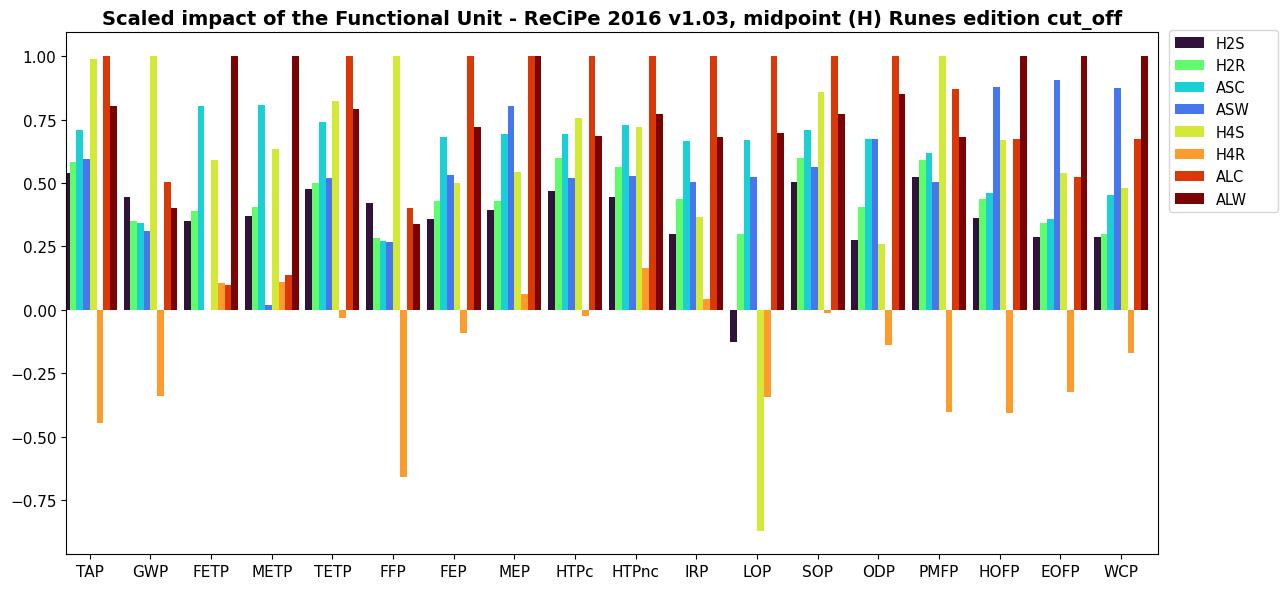 Scaled impact of the Functional Unit - ReCiPe 2016 v1.03, midpoint (H) Runes edition cut_off
1.00
0.75
0.50
0.25
0.00
−0.25
−0.50
−0.75
TAP GWP FETP METP TETP FFP FEP MEP HTPc HTPnc IRP LOP SOP ODP PMFP HOFP EOFP WCP
H2S
H2R
ASC
ASW
H4S
H4R
ALC
ALW